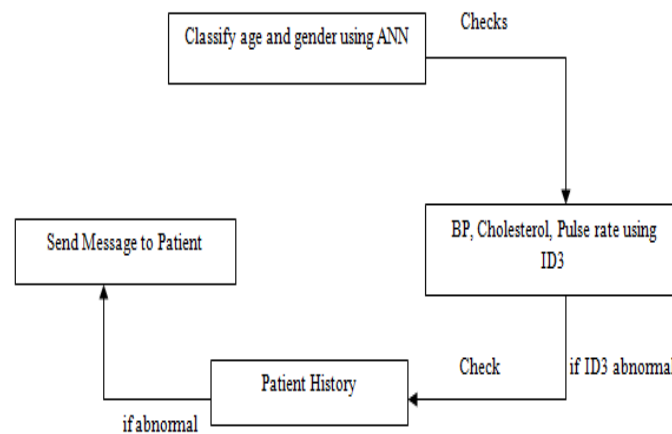 Classify age and gender using ANN
Checks
BP, Cholesterol, Pulse rate using
ID3
Send Message to Patient
if ID3 abnormal
Check
Patient History
if abnormal